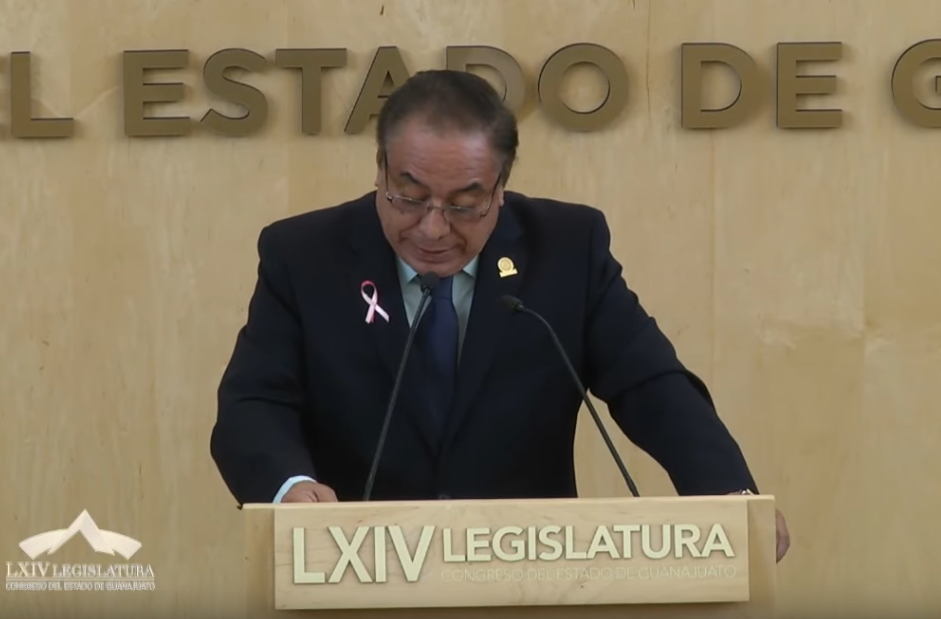 EL ESTADO DE G
LXIV LEGISLATURA
CONGRESO DEL ESTADO DE GUANAJUATO
LXIV LEGISLATURA
CONGRESO DEL ESTADO DE GUANAJUATO